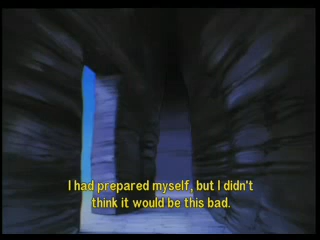 I had prepared myself, but I didn't
think it would be this bad.